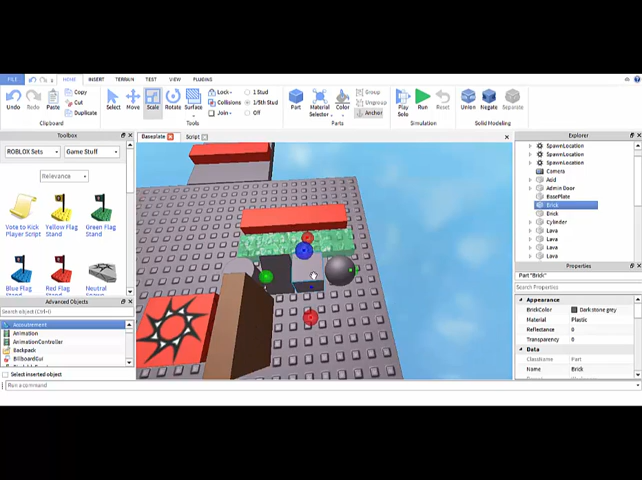 FILE HOME INSERT TERRAIN TEST VIEW PLUGINS
Undo Redo Paste Copy Cut Duplicate
Select Move Scale Rotate Surface
Lock Collisions Join
1 Stud
1/5th Stud
Off
Part Material Selector Color
Group
Ungroup
Anchor
Play Solo Run Reset
Union Negate Separate
Clipboard Tools Parts Simulation Solid Modeling
Toolbox
ROBLOX Sets Game Stuff
Relevance
Vote to Kick Player Script
Yellow Flag Stand
Green Flag Stand
Blue Flag Stand
Red Flag Stand
Neutral
Advanced Objects
Search object (Ctrl+I)
Animation
AnimationController
Backpack
BillboardGui
Select inserted object
Run a command
Baseplate Script
Explorer
SpawnLocation
SpawnLocation
SpawnLocation
Camera
Acid
Admin Door
BasePlate
Brick
Brick
Cylinder
Lava
Lava
Lava
Lava
Properties
Part "Brick"
Search Properties
Appearance
BrickColor Dark stone grey
Material Plastic
Reflectance 0
Transparency 0
Data
ClassName Part
Name Brick